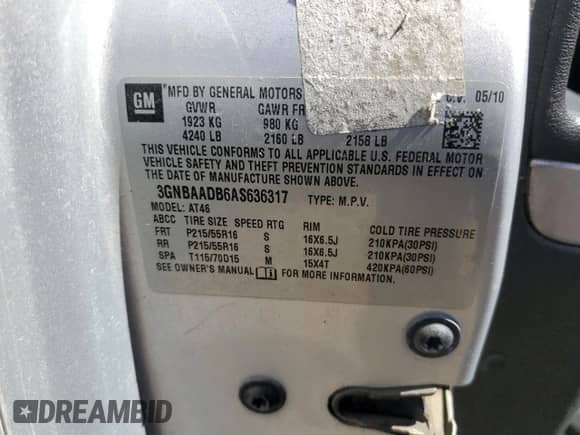 GM MFD BY GENERAL MOTORS C.V. 05/10
GVWR GAWR FR
1923 KG 980 KG
4240 LB 2160 LB 2158 LB
THIS VEHICLE CONFORMS TO ALL APPLICABLE U.S. FEDERAL MOTOR
VEHICLE SAFETY AND THEFT PREVENTION STANDARDS IN EFFECT ON
THE DATE OF MANUFACTURE SHOWN ABOVE.
3GNBAADB6AS636317 TYPE: M.P.V.
MODEL: AT46
ABCC TIRE SIZE SPEED RTG RIM COLD TIRE PRESSURE
FRT P215/55R16 S 16X6.5J 210KPA(30PSI)
RR P215/55R16 S 16X6.5J 210KPA(30PSI)
SPA T115/70D15 M 15X4T 420KPA(60PSI)
SEE OWNER'S MANUAL FOR MORE INFORMATION.
DREAMBID